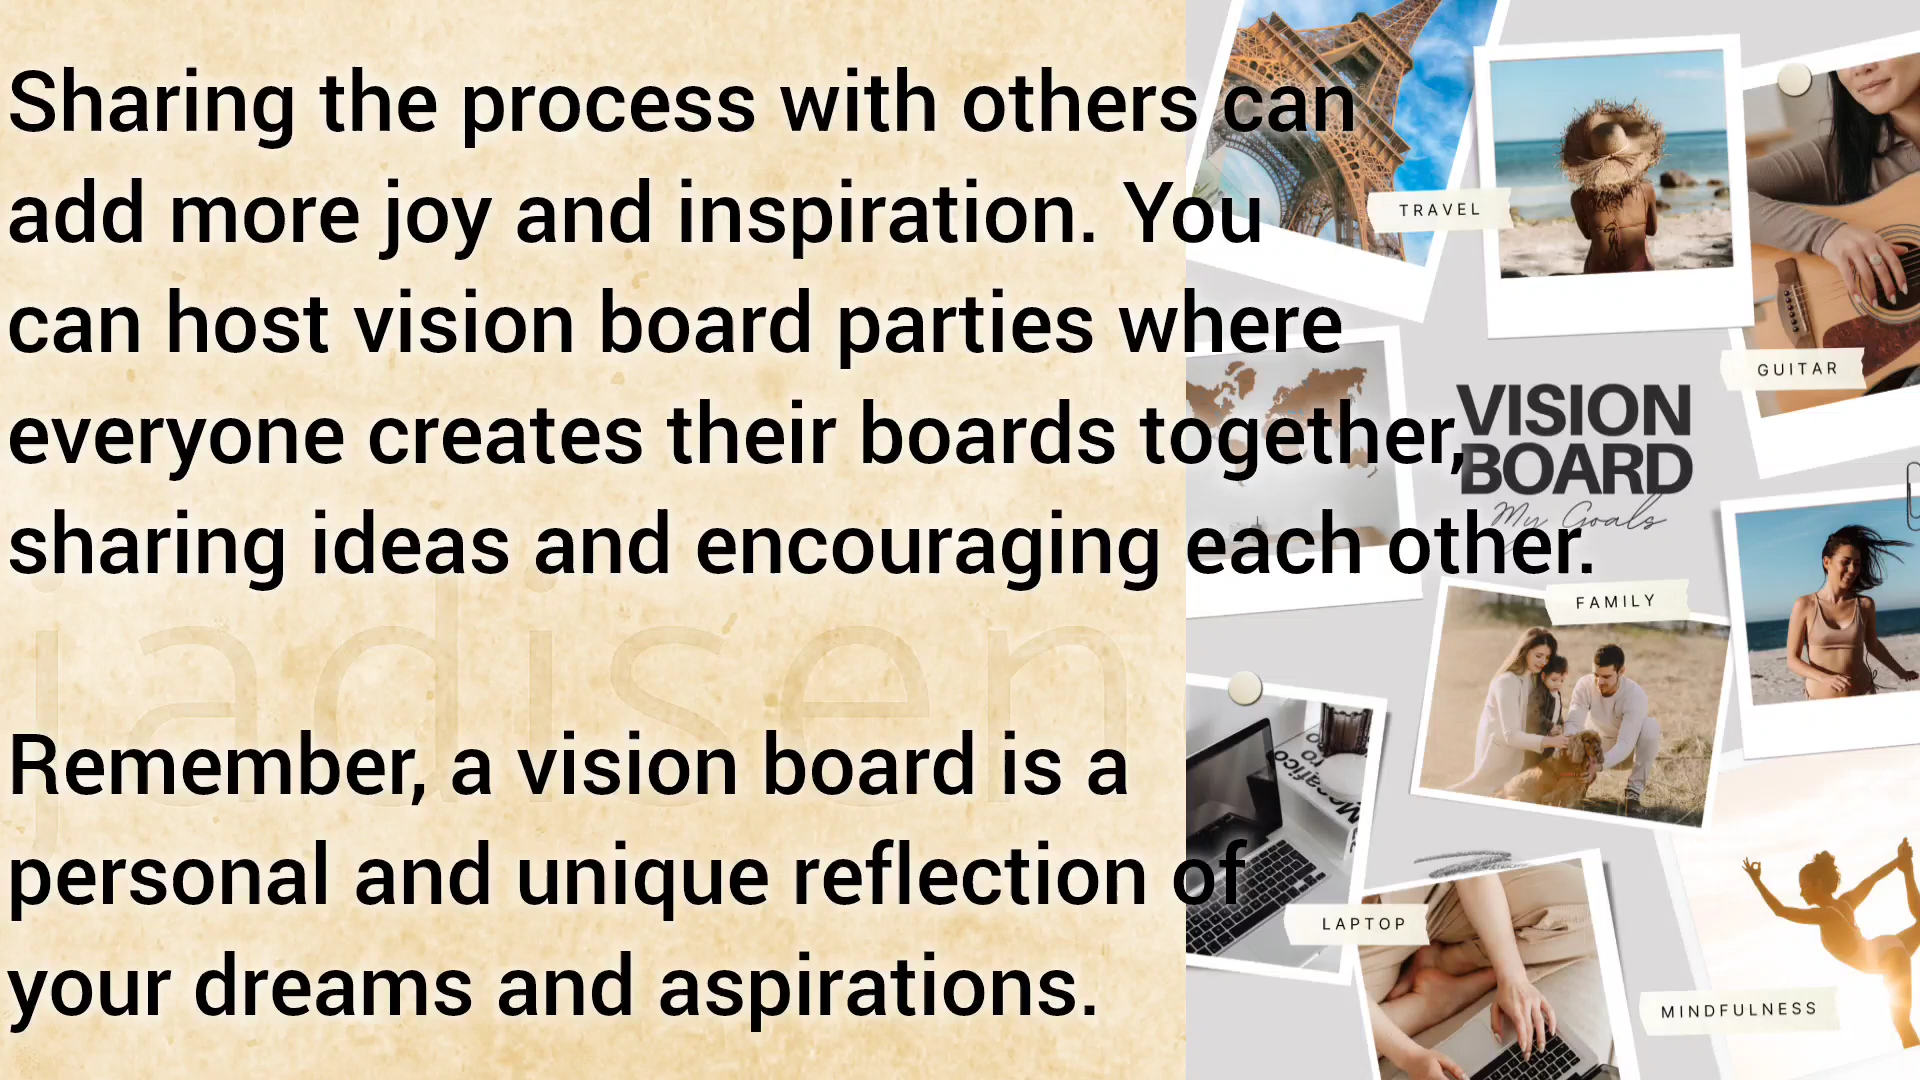 Sharing the process with others can
add more joy and inspiration. You
can host vision board parties where
everyone creates their boards together,
sharing ideas and encouraging each other.
Remember, a vision board is a
personal and unique reflection of
your dreams and aspirations.
jadisen
TRAVEL
GUITAR
VISION
BOARD
My Goals
FAMILY
LAPTOP
MINDFULNESS